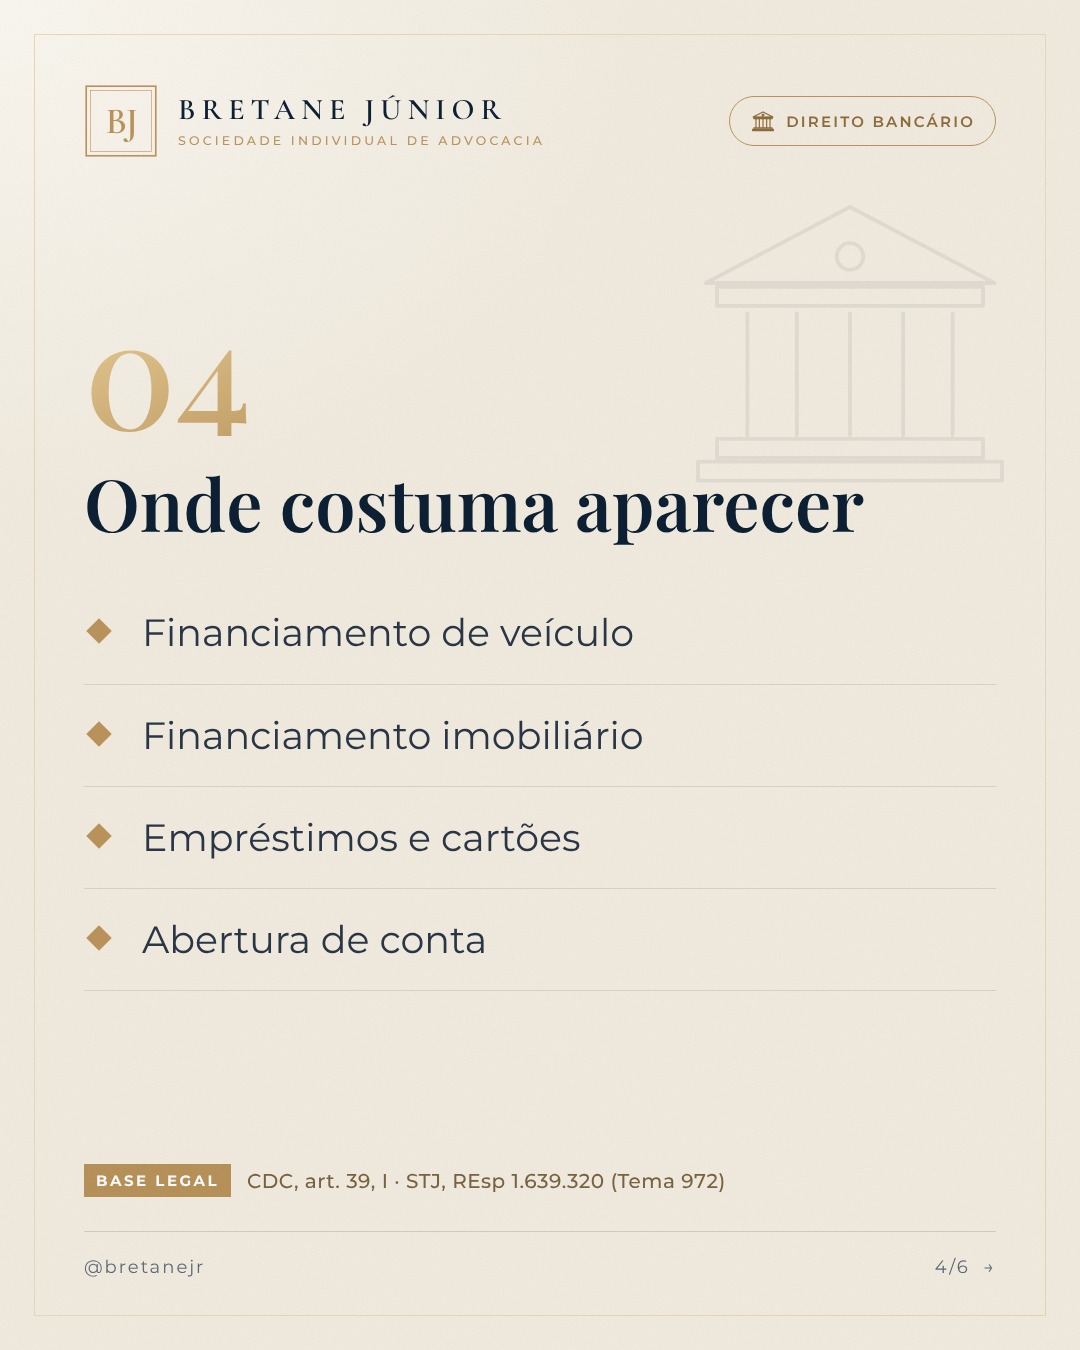 BJ
BRETANE JÚNIOR
SOCIEDADE INDIVIDUAL DE ADVOCACIA
DIREITO BANCÁRIO
04
Onde costuma aparecer
Financiamento de veículo
Financiamento imobiliário
Empréstimos e cartões
Abertura de conta
BASE LEGAL CDC, art. 39, I · STJ, REsp 1.639.320 (Tema 972)
@bretanejr
4/6 →